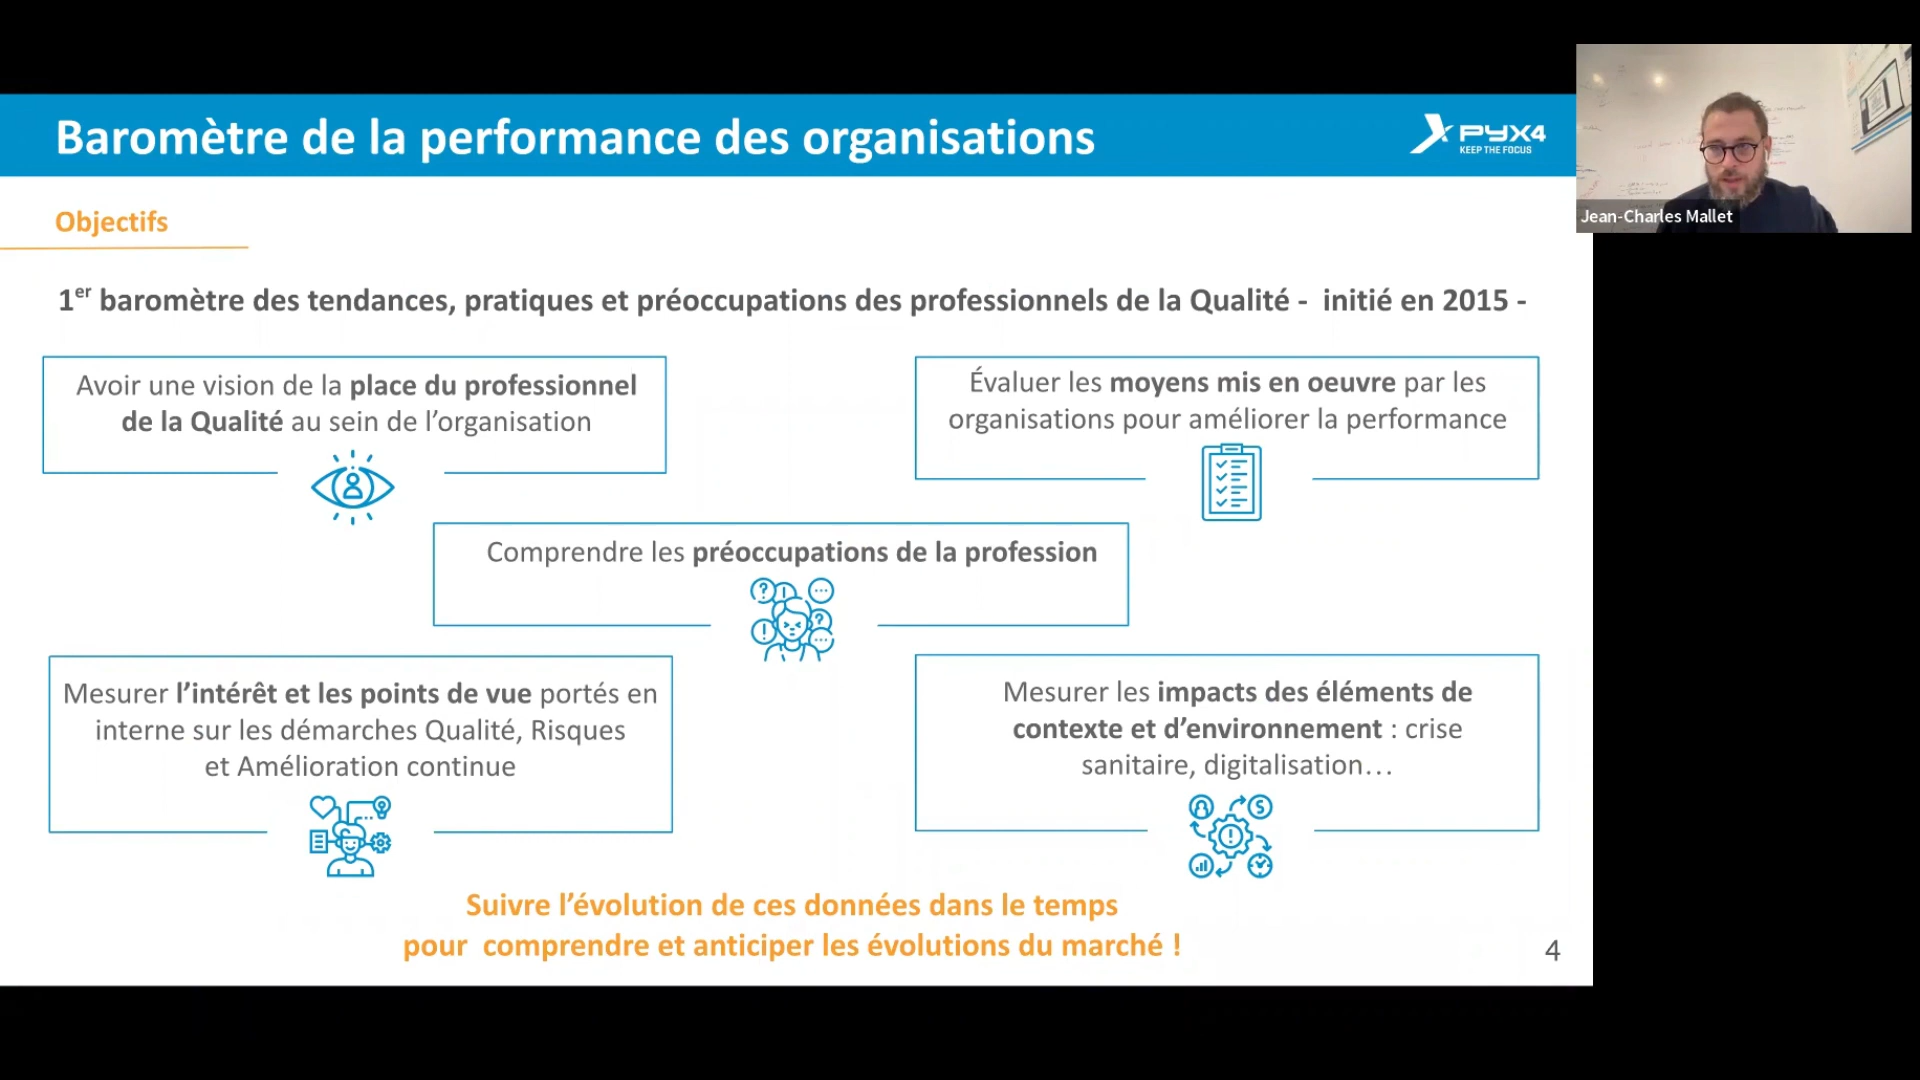 Baromètre de la performance des organisations
PYX4
KEEP THE FOCUS
Jean-Charles Mallet
Objectifs
1er baromètre des tendances, pratiques et préoccupations des professionnels de la Qualité - initié en 2015 -
Avoir une vision de la place du professionnel
de la Qualité au sein de l’organisation
Évaluer les moyens mis en oeuvre par les
organisations pour améliorer la performance
Comprendre les préoccupations de la profession
Mesurer l’intérêt et les points de vue portés en
interne sur les démarches Qualité, Risques
et Amélioration continue
Mesurer les impacts des éléments de
contexte et d’environnement : crise
sanitaire, digitalisation…
Suivre l’évolution de ces données dans le temps
pour comprendre et anticiper les évolutions du marché !
4